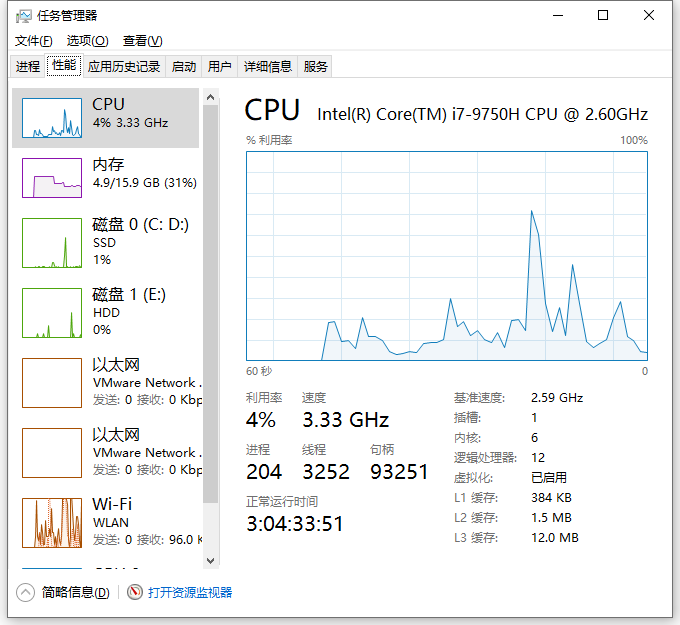 任务管理器
文件(F) 选项(O) 查看(V)
进程 性能 应用历史记录 启动 用户 详细信息 服务
CPU
4% 3.33 GHz
内存
4.9/15.9 GB (31%)
磁盘 0 (C: D:)
SSD
1%
磁盘 1 (E:)
HDD
0%
以太网
VMware Network .
发送: 0 接收: 0 Kbp
以太网
VMware Network .
发送: 0 接收: 0 Kbp
Wi-Fi
WLAN
发送: 0 接收: 96.0 K
CPU Intel(R) Core(TM) i7-9750H CPU @ 2.60GHz
% 利用率 100%
60 秒 0
利用率 速度
4% 3.33 GHz
进程 线程 句柄
204 3252 93251
正常运行时间
3:04:33:51
基准速度: 2.59 GHz
插槽: 1
内核: 6
逻辑处理器: 12
虚拟化: 已启用
L1 缓存: 384 KB
L2 缓存: 1.5 MB
L3 缓存: 12.0 MB
简略信息(D) 打开资源监视器